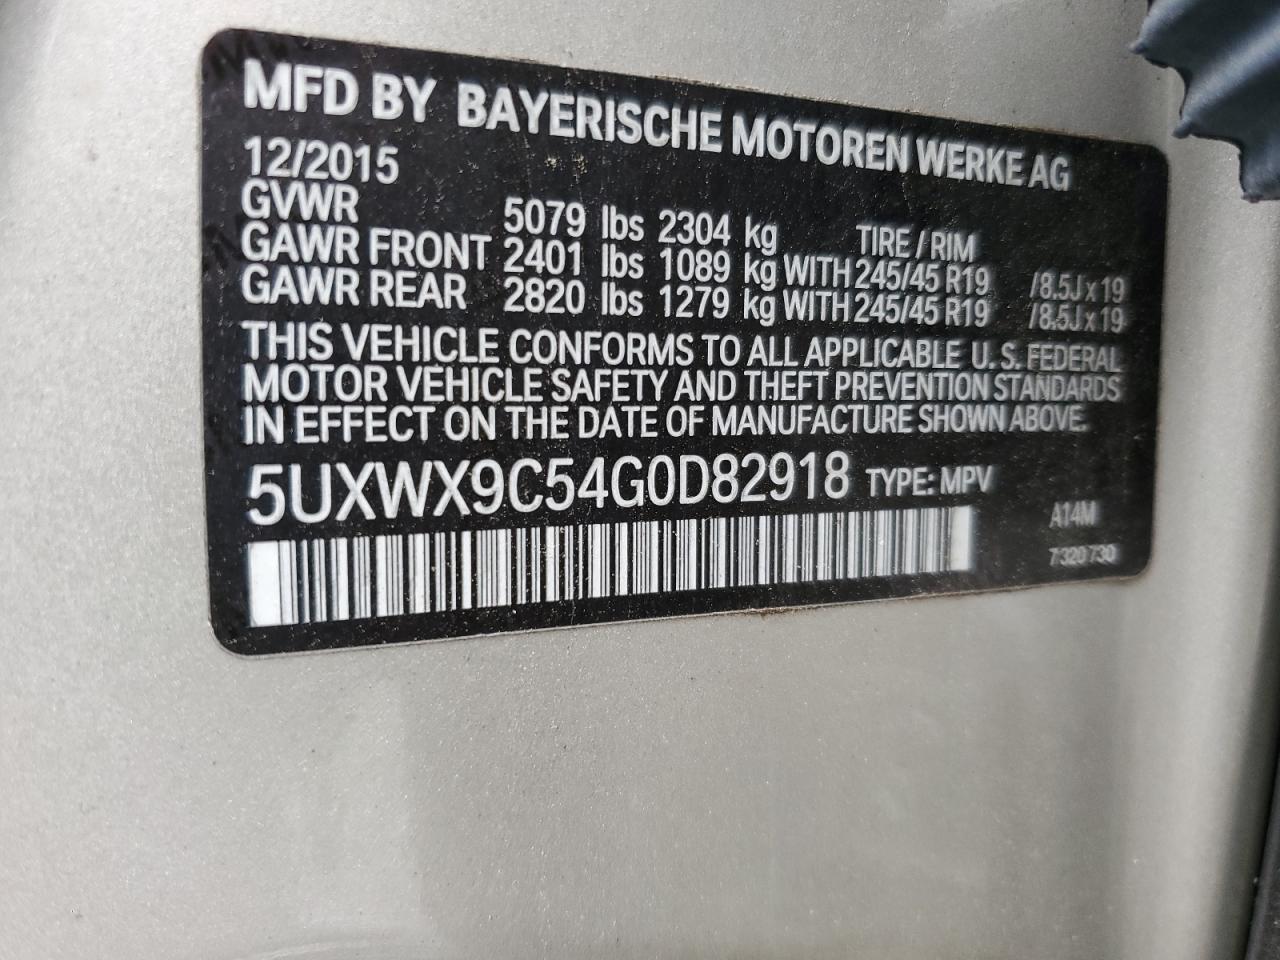 MFD BY BAYERISCHE MOTOREN WERKE AG
12/2015
GVWR 5079 lbs 2304 kg TIRE / RIM
GAWR FRONT 2401 lbs 1089 kg WITH 245/45 R19 /8.5J x 19
GAWR REAR 2820 lbs 1279 kg WITH 245/45 R19 /8.5J x 19
THIS VEHICLE CONFORMS TO ALL APPLICABLE U.S. FEDERAL
MOTOR VEHICLE SAFETY AND THEFT PREVENTION STANDARDS
IN EFFECT ON THE DATE OF MANUFACTURE SHOWN ABOVE.
5UXWX9C54G0D82918 TYPE: MPV
A14M
7 320 730